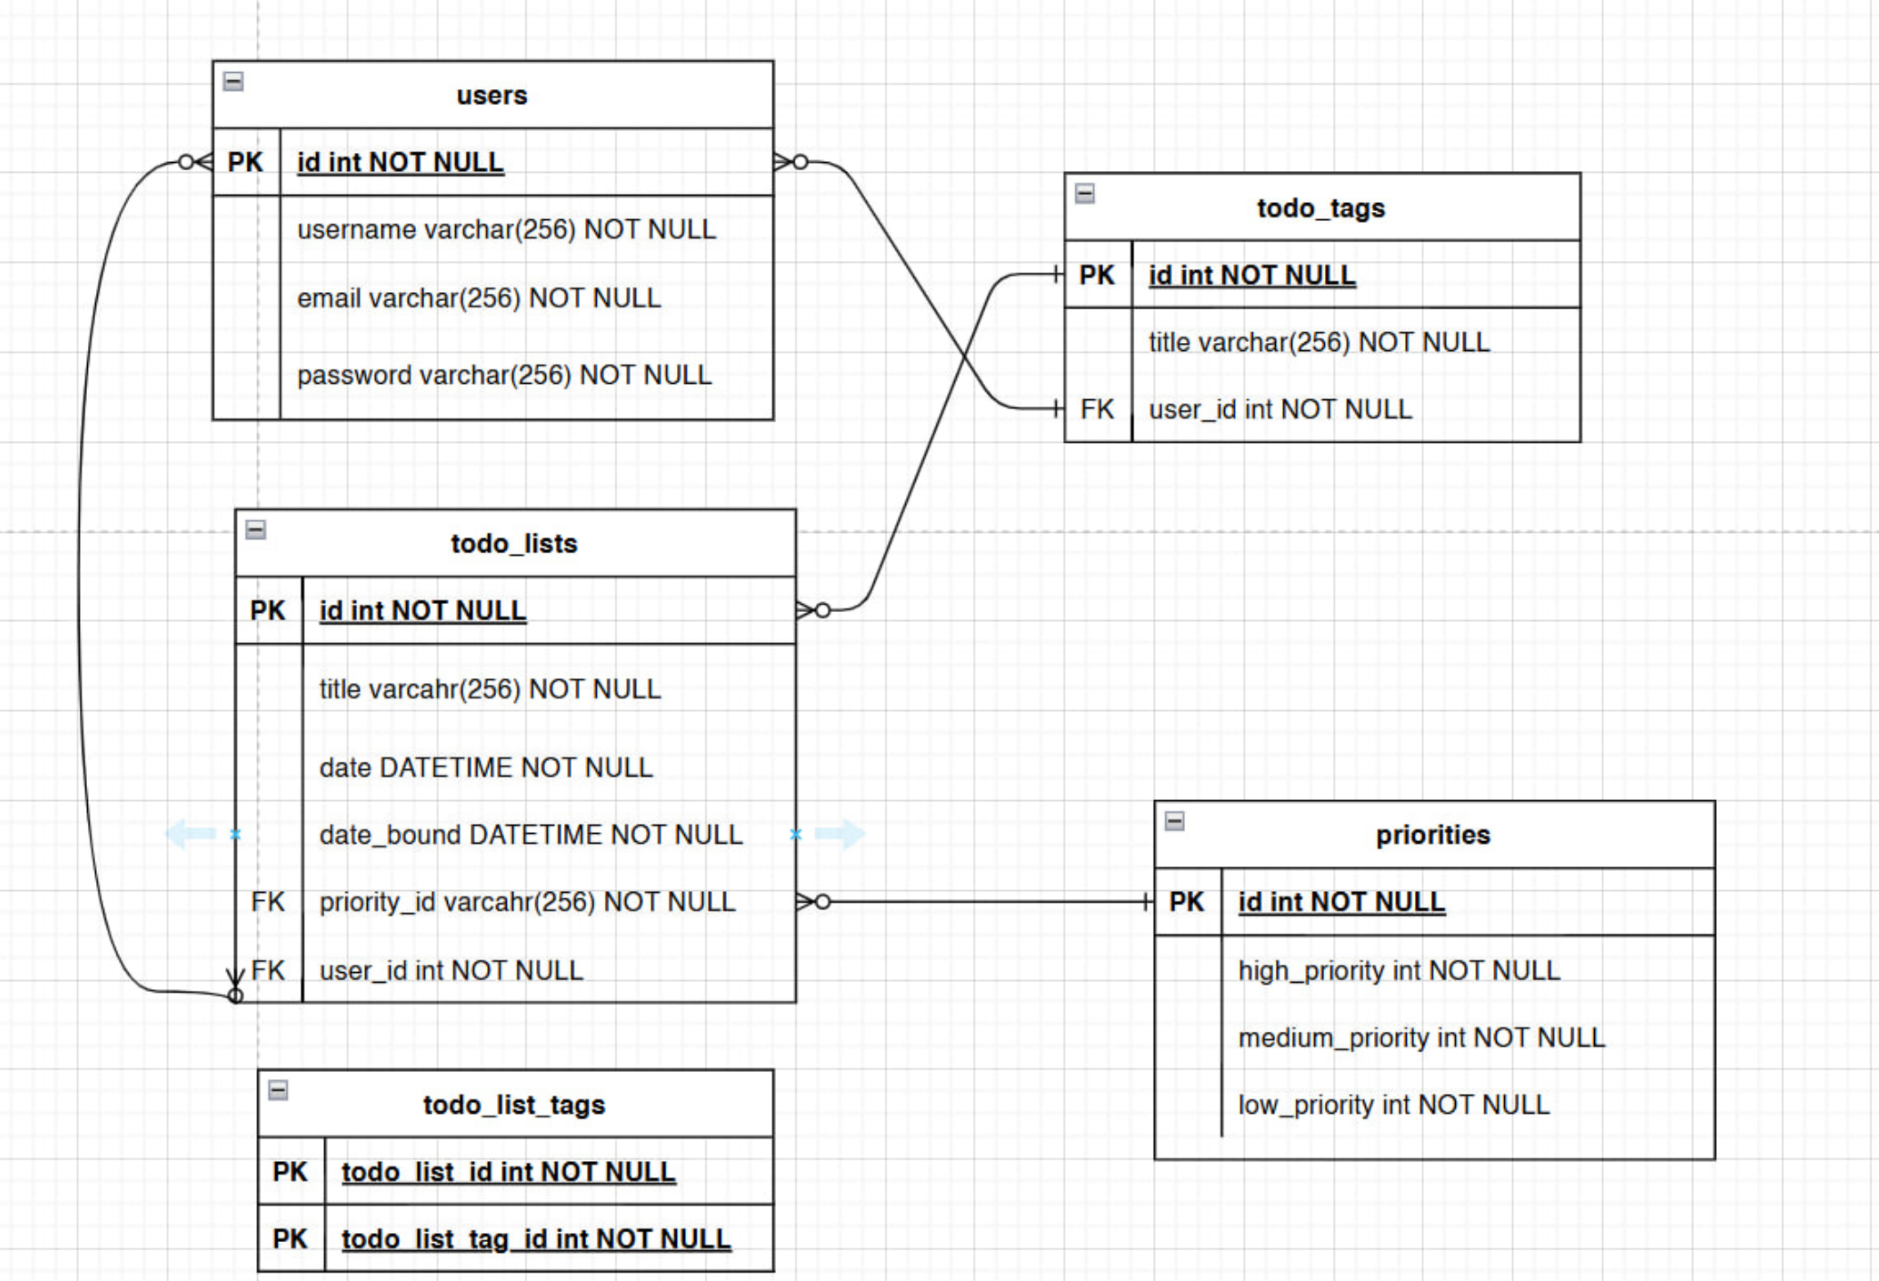 users
PK id int NOT NULL
username varchar(256) NOT NULL
email varchar(256) NOT NULL
password varchar(256) NOT NULL
todo_tags
PK id int NOT NULL
title varchar(256) NOT NULL
FK user_id int NOT NULL
todo_lists
PK id int NOT NULL
title varcahr(256) NOT NULL
date DATETIME NOT NULL
date_bound DATETIME NOT NULL
FK priority_id varcahr(256) NOT NULL
FK user_id int NOT NULL
priorities
PK id int NOT NULL
high_priority int NOT NULL
medium_priority int NOT NULL
low_priority int NOT NULL
todo_list_tags
PK todo_list_id int NOT NULL
PK todo_list_tag_id int NOT NULL